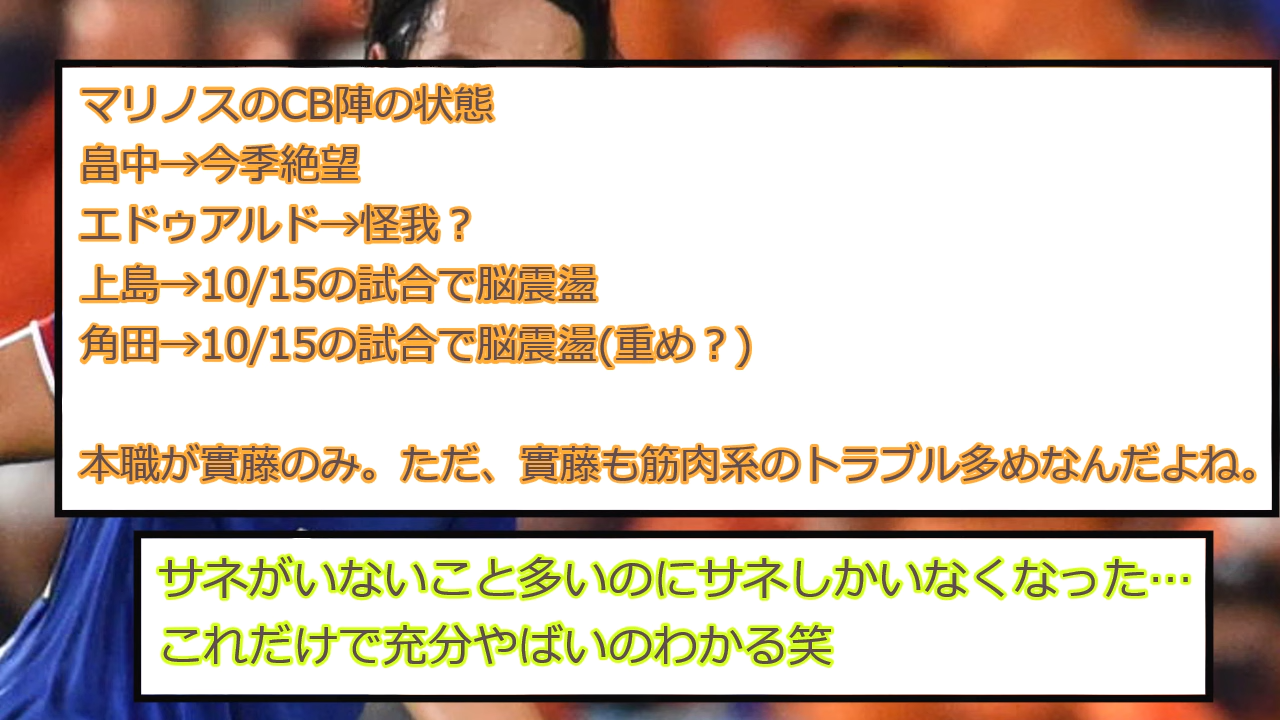 マリノスのCB陣の状態
畠中→今季絶望
エドゥアルド→怪我？
上島→10/15の試合で脳震盪
角田→10/15の試合で脳震盪(重め？)
本職が實藤のみ。ただ、實藤も筋肉系のトラブル多めなんだよね。
サネがいないこと多いのにサネしかいなくなった…
これだけで充分やばいのわかる笑